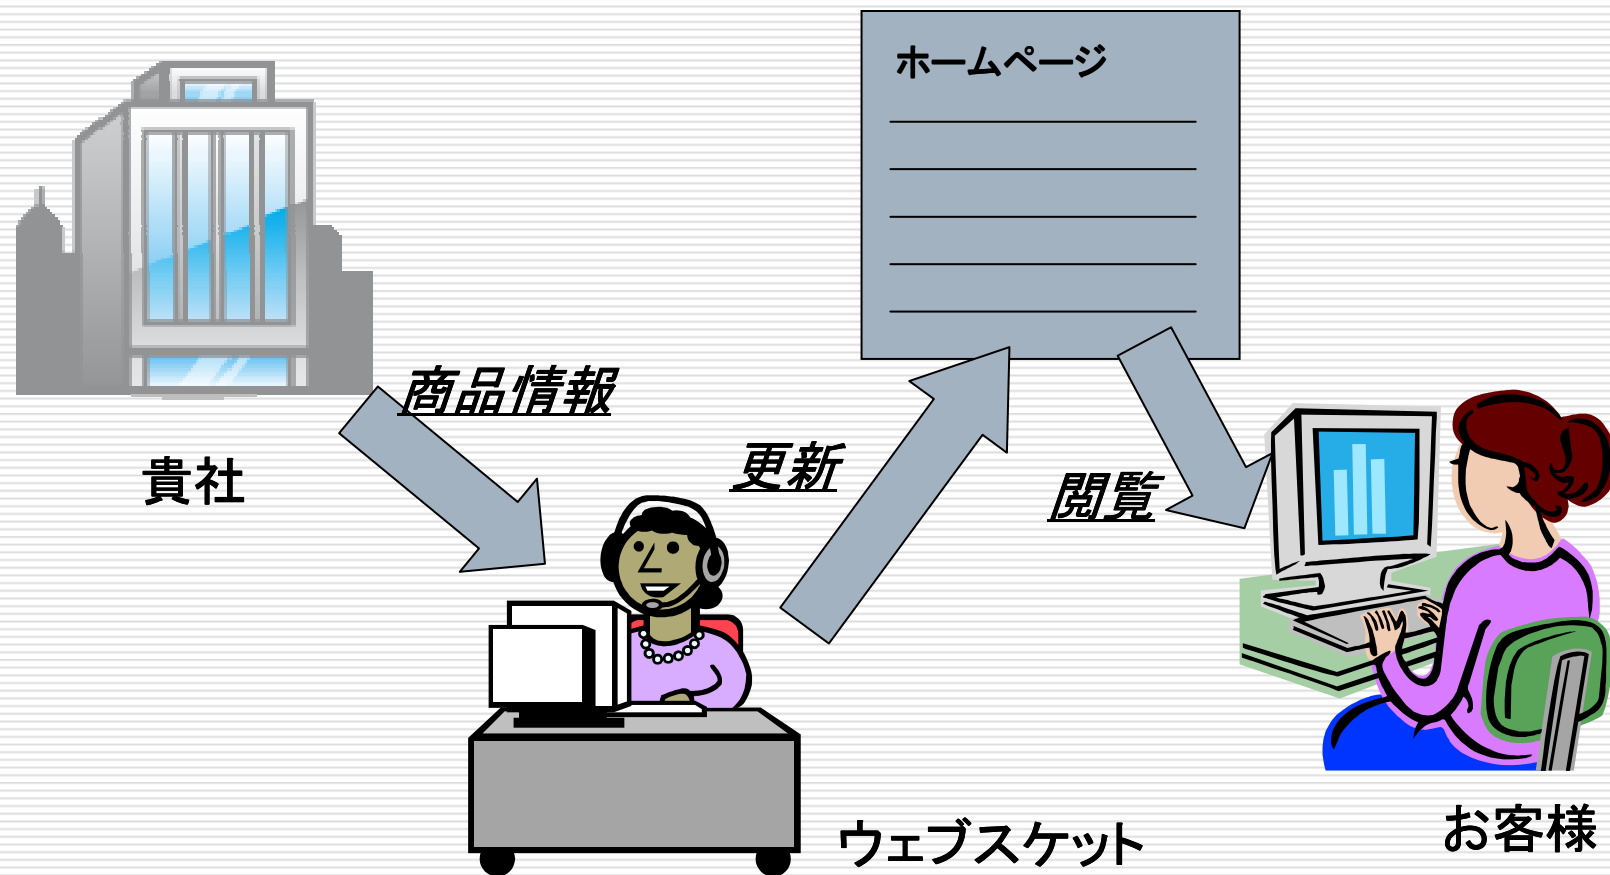 ホームページ
商品情報
貴社
更新
閲覧
ウェブスケット
お客様